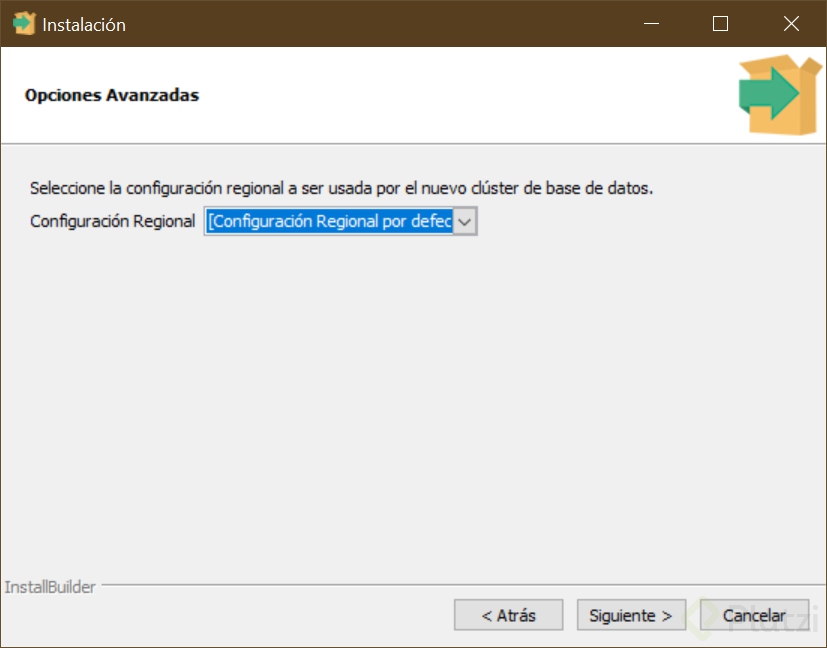 Instalación
Opciones Avanzadas
Seleccione la configuración regional a ser usada por el nuevo clúster de base de datos.
Configuración Regional [Configuración Regional por defec
InstallBuilder
< Atrás Siguiente > Cancelar
Platzi